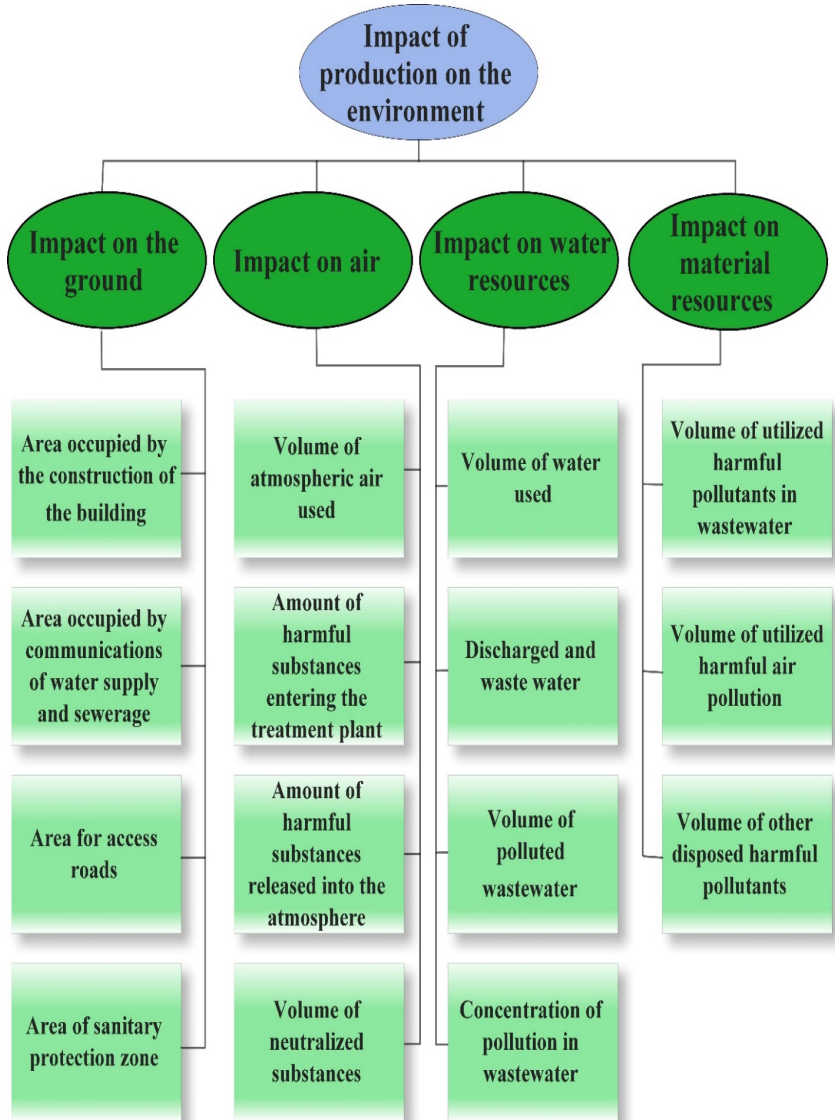 Impact of
production on the
environment
Impact on the
ground
Impact on air
Impact on water
resources
Impact on
material
resources
Area occupied by
the construction of
the building
Area occupied by
communications
of water supply
and sewerage
Area for access
roads
Area of sanitary
protection zone
Volume of
atmospheric air
used
Amount of
harmful
substances
entering the
treatment plant
Amount of
harmful
substances
released into the
atmosphere
Volume of
neutralized
substances
Volume of water
used
Discharged and
waste water
Volume of
polluted
wastewater
Concentration of
pollution in
wastewater
Volume of utilized
harmful
pollutants in
wastewater
Volume of utilized
harmful air
pollution
Volume of other
disposed harmful
pollutants